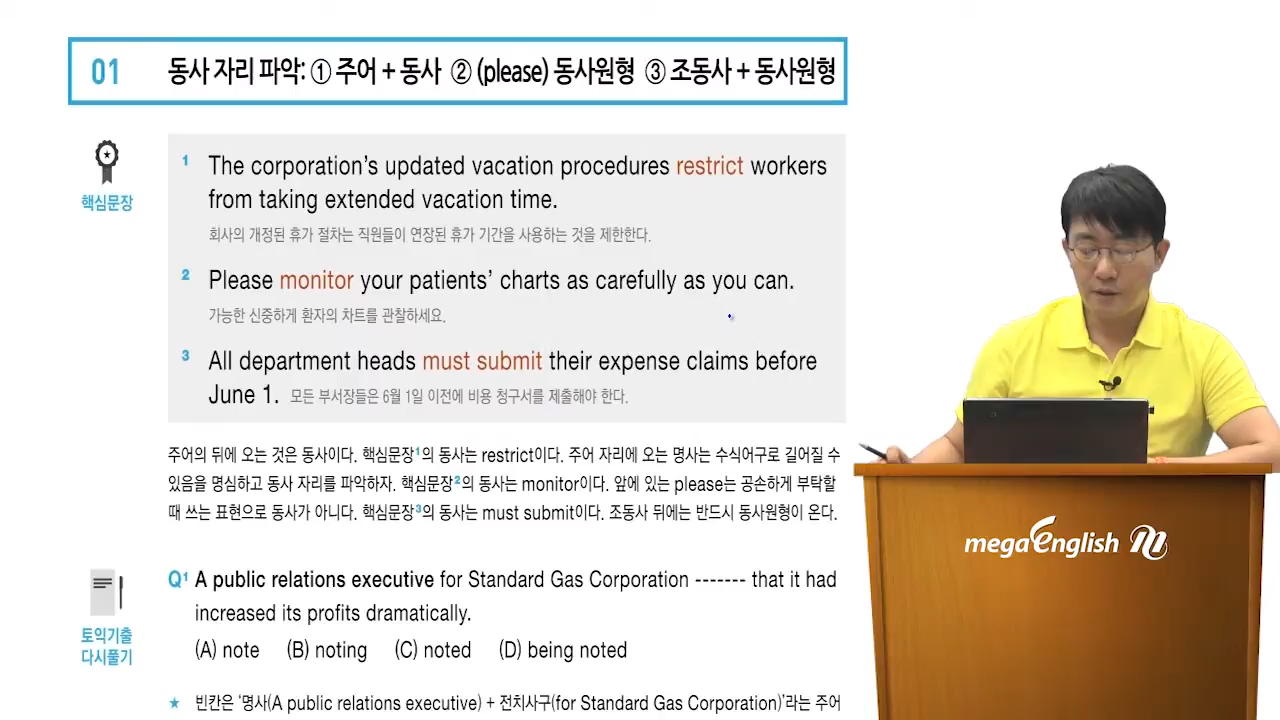 01 동사 자리 파악: ① 주어 + 동사 ② (please) 동사원형 ③ 조동사 + 동사원형
핵심문장
1 The corporation's updated vacation procedures restrict workers
from taking extended vacation time.
회사의 개정된 휴가 절차는 직원들이 연장된 휴가 기간을 사용하는 것을 제한한다.
2 Please monitor your patients' charts as carefully as you can.
가능한 신중하게 환자의 차트를 관찰하세요.
3 All department heads must submit their expense claims before
June 1. 모든 부서장들은 6월 1일 이전에 비용 청구서를 제출해야 한다.
주어의 뒤에 오는 것은 동사이다. 핵심문장1의 동사는 restrict이다. 주어 자리에 오는 명사는 수식어구로 길어질 수
있음을 명심하고 동사 자리를 파악하자. 핵심문장2의 동사는 monitor이다. 앞에 있는 please는 공손하게 부탁할
때 쓰는 표현으로 동사가 아니다. 핵심문장3의 동사는 must submit이다. 조동사 뒤에는 반드시 동사원형이 온다.
토익기출
다시풀기
Q1 A public relations executive for Standard Gas Corporation ------- that it had
increased its profits dramatically.
(A) note (B) noting (C) noted (D) being noted
★ 빈칸은 '명사(A public relations executive) + 전치사구(for Standard Gas Corporation)'라는 주어
megaEnglish M